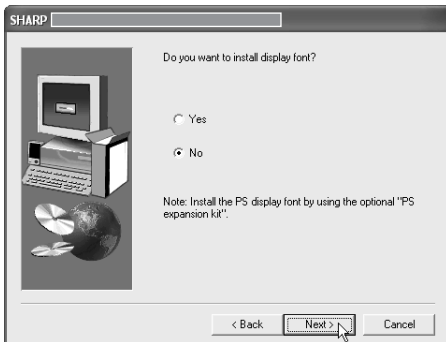 SHARP
Do you want to install display font?
Yes
No
Note: Install the PS display font by using the optional "PS
expansion kit".
< Back
Next >
Cancel